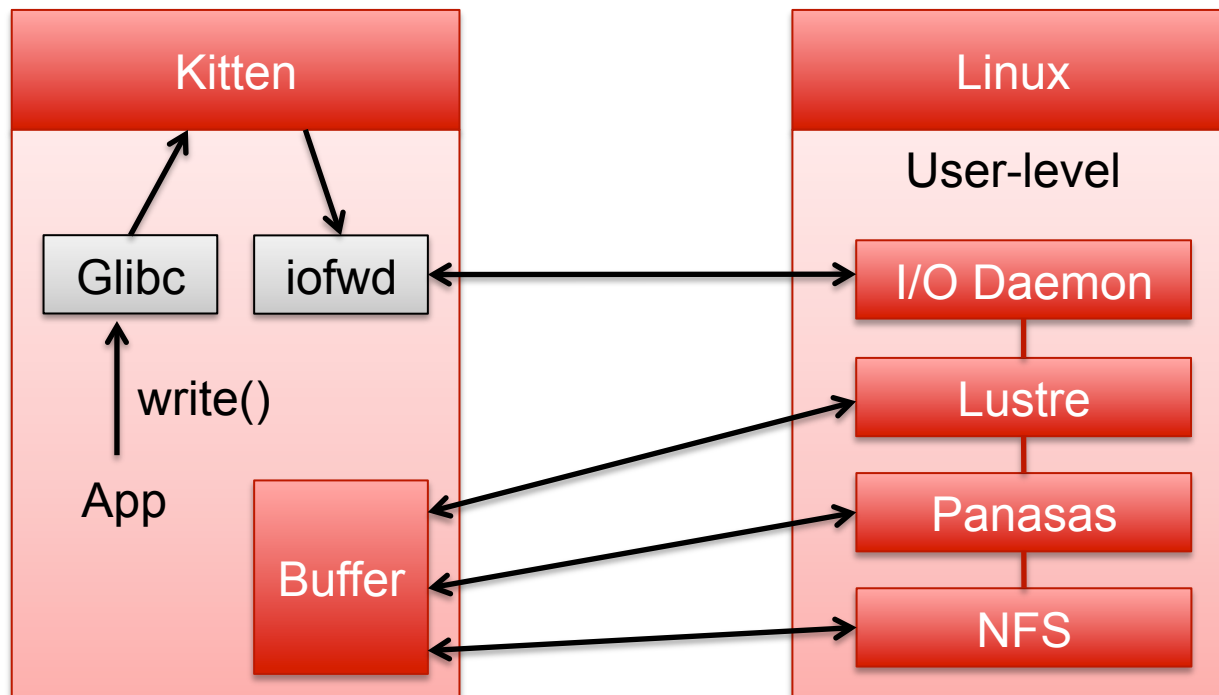 Kitten
Glibc
iofwd
write()
App
Buffer
Linux
User-level
I/O Daemon
Lustre
Panasas
NFS